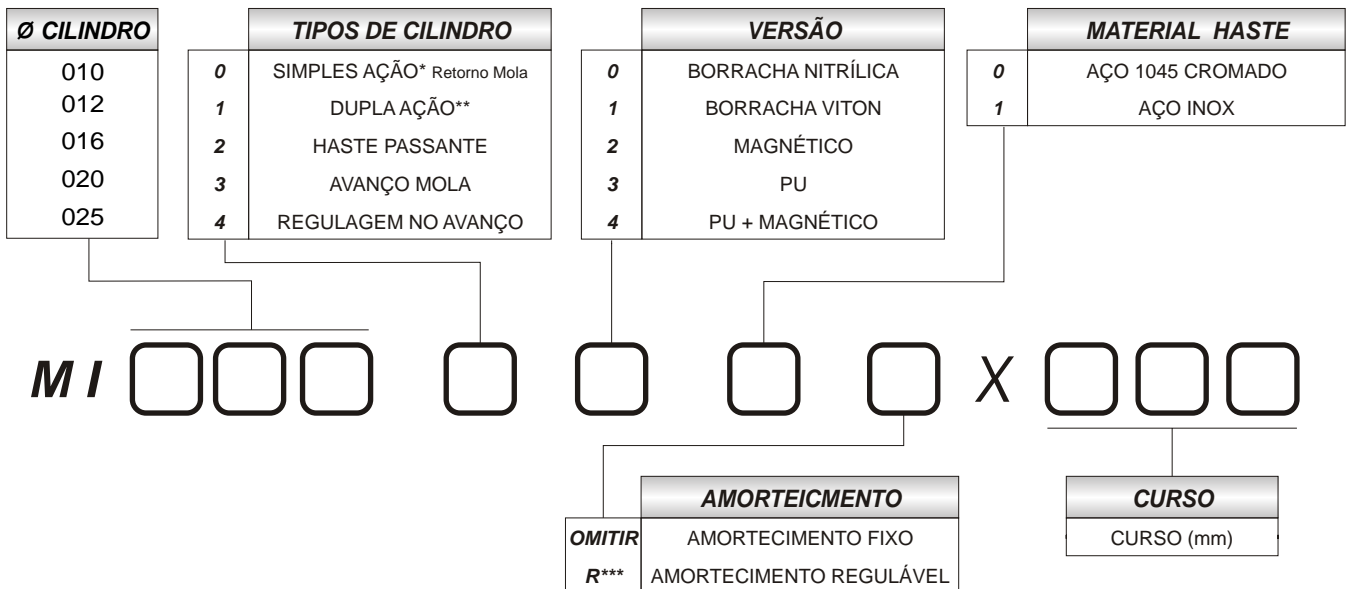 Ø CILINDRO
010
012
016
020
025
TIPOS DE CILINDRO
0 SIMPLES AÇÃO* Retorno Mola
1 DUPLA AÇÃO**
2 HASTE PASSANTE
3 AVANÇO MOLA
4 REGULAGEM NO AVANÇO
VERSÃO
0 BORRACHA NITRÍLICA
1 BORRACHA VITON
2 MAGNÉTICO
3 PU
4 PU + MAGNÉTICO
MATERIAL HASTE
0 AÇO 1045 CROMADO
1 AÇO INOX
MI X
AMORTEICMENTO
OMITIR AMORTECIMENTO FIXO
R*** AMORTECIMENTO REGULÁVEL
CURSO
CURSO (mm)